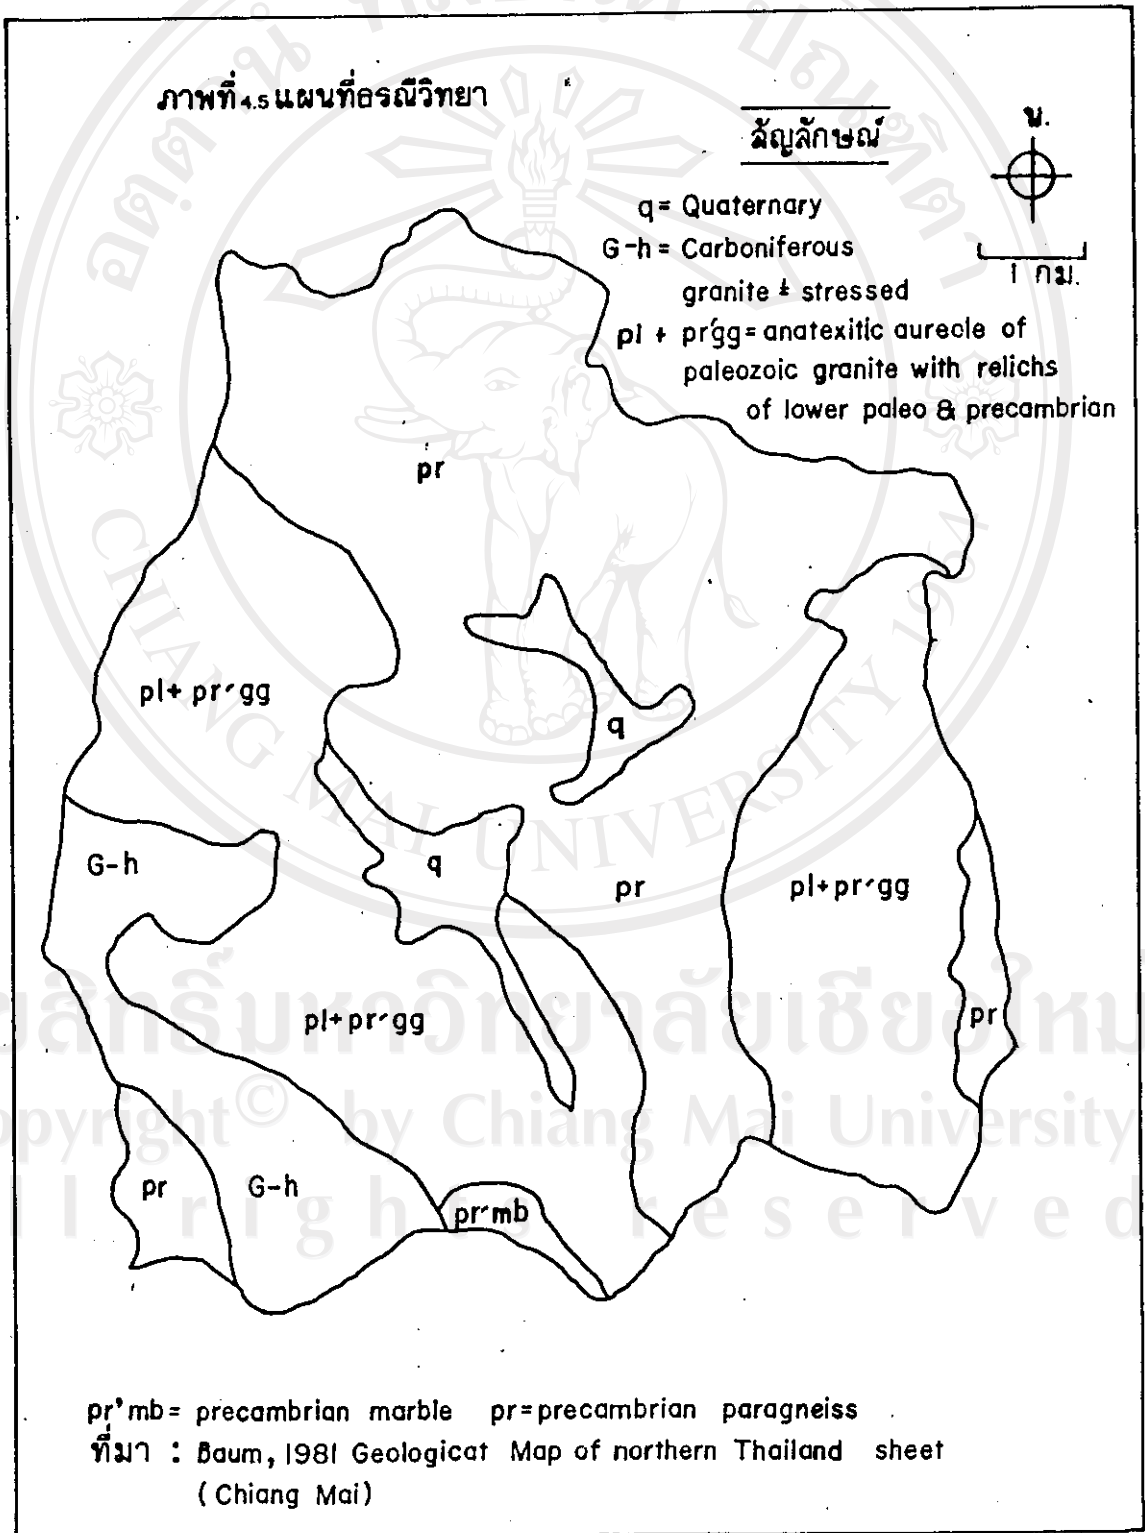 ภาพที่ 4.5 แผนที่ธรณีวิทยา
สัญลักษณ์
น.
1 กม.
q = Quaternary
G-h = Carboniferous
granite ± stressed
pl + pr'gg = anatexitic aureole of
paleozoic granite with relichs
of lower paleo & precambrian
pr
pl+ pr'gg
q
G-h
q
pr
pl+pr'gg
pl+pr'gg
pr
pr
G-h
pr'mb
CHIANG MAI UNIVERSITY 1964
ลิขสิทธิ์มหาวิทยาลัยเชียงใหม่
Copyright © by Chiang Mai University
All rights reserved
pr'mb = precambrian marble pr=precambrian paragneiss
ที่มา : Baum, 1981 Geological Map of northern Thailand sheet
(Chiang Mai)